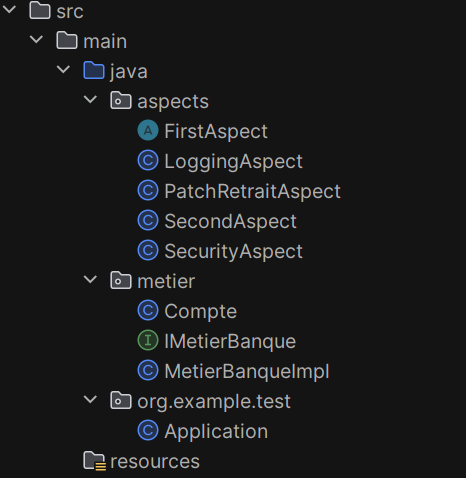 src
main
java
aspects
A FirstAspect
C LoggingAspect
C PatchRetraitAspect
C SecondAspect
C SecurityAspect
metier
C Compte
I IMetierBanque
C MetierBanqueImpl
org.example.test
C Application
resources